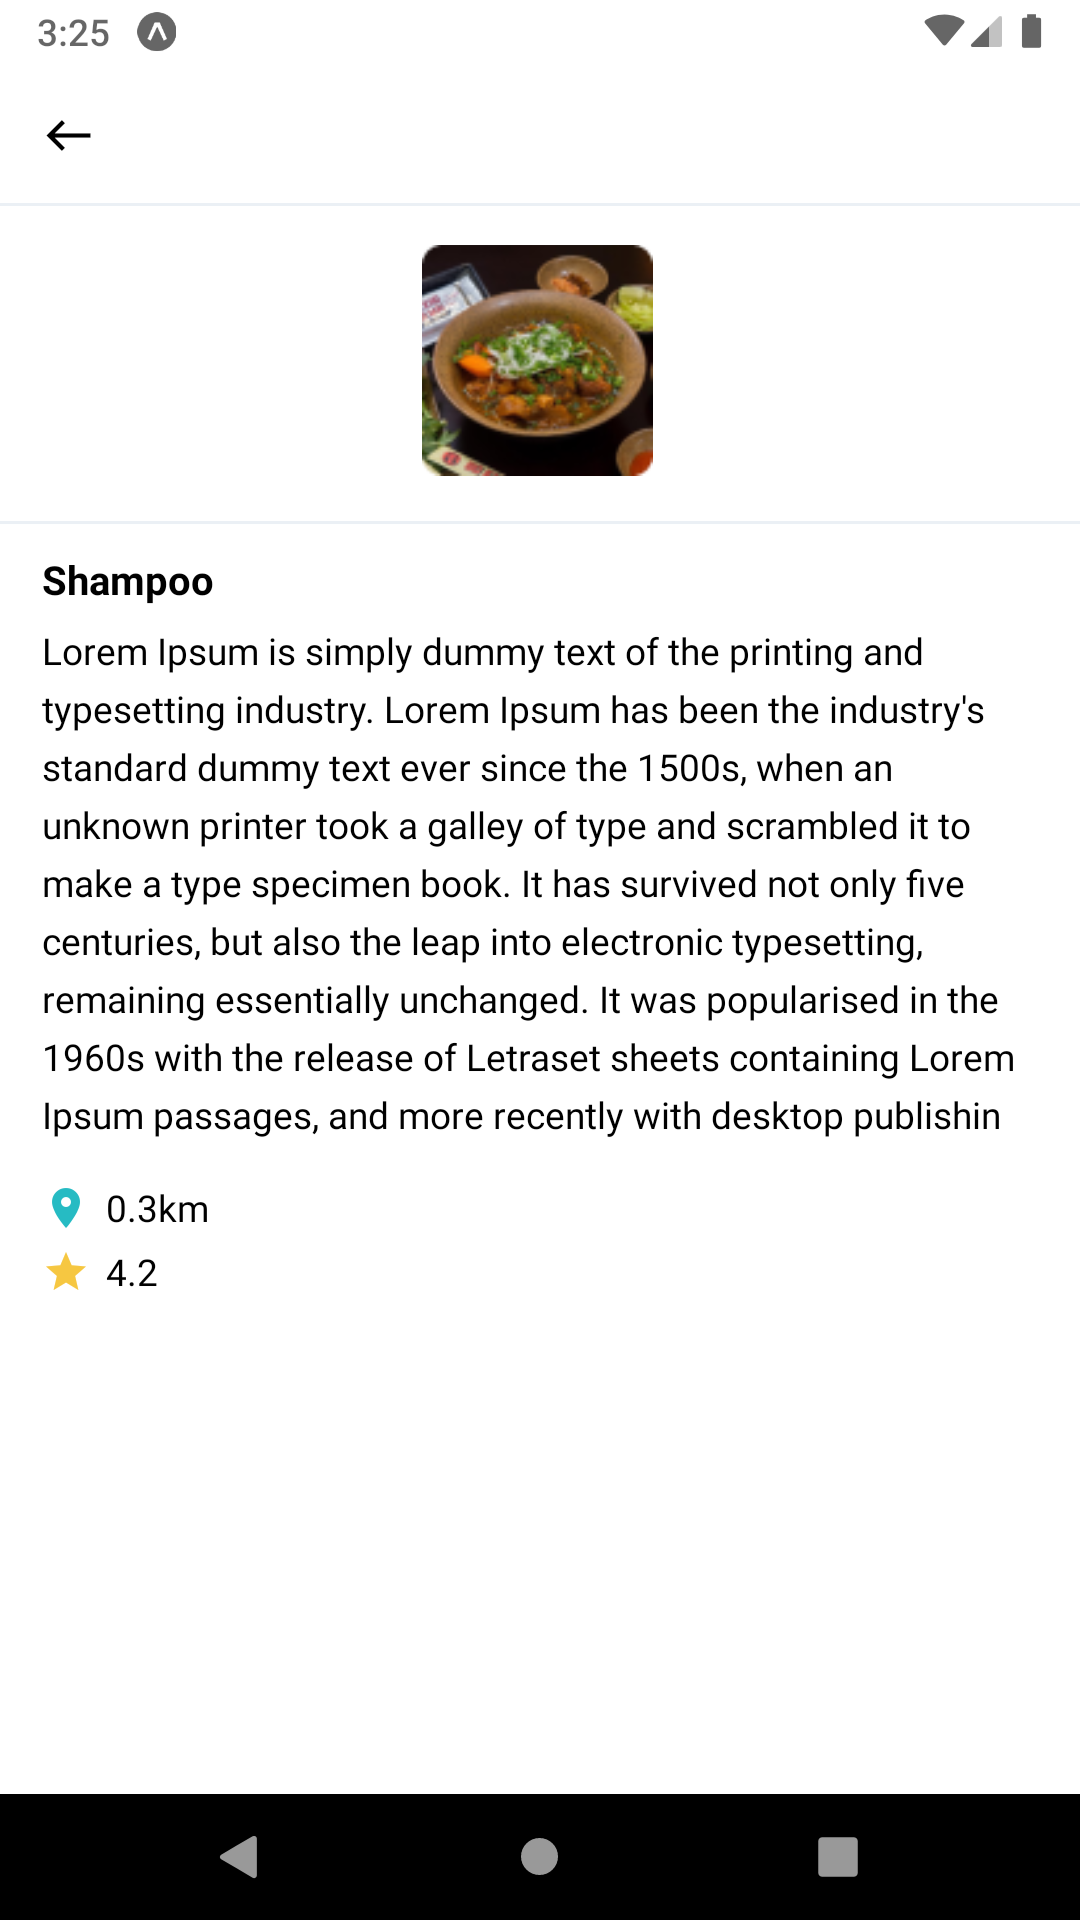 3:25
Shampoo
Lorem Ipsum is simply dummy text of the printing and
typesetting industry. Lorem Ipsum has been the industry's
standard dummy text ever since the 1500s, when an
unknown printer took a galley of type and scrambled it to
make a type specimen book. It has survived not only five
centuries, but also the leap into electronic typesetting,
remaining essentially unchanged. It was popularised in the
1960s with the release of Letraset sheets containing Lorem
Ipsum passages, and more recently with desktop publishin
0.3km
4.2